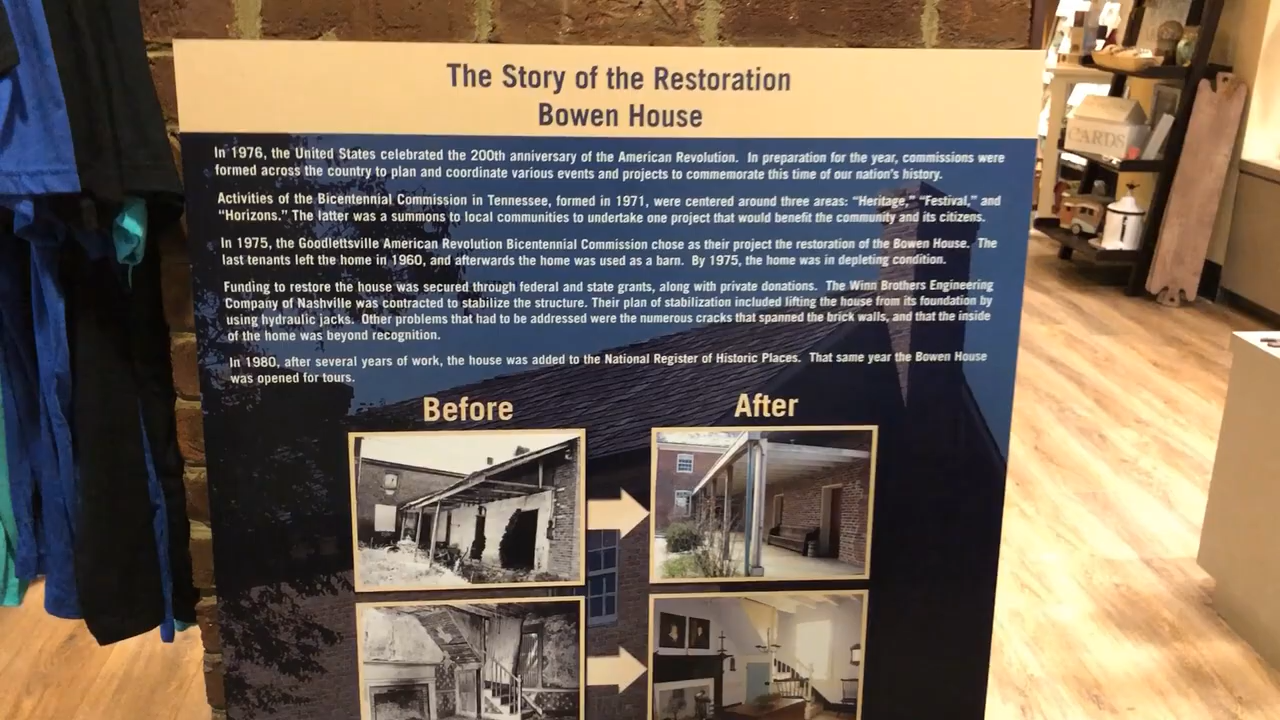 The Story of the Restoration
Bowen House
In 1976, the United States celebrated the 200th anniversary of the American Revolution. In preparation for the year, commissions were
formed across the country to plan and coordinate various events and projects to commemorate this time of our nation's history.
Activities of the Bicentennial Commission in Tennessee, formed in 1971, were centered around three areas: "Heritage," "Festival," and
"Horizons." The latter was a summons to local communities to undertake one project that would benefit the community and its citizens.
In 1975, the Goodlettsville American Revolution Bicentennial Commission chose as their project the restoration of the Bowen House. The
last tenants left the home in 1960, and afterwards the home was used as a barn. By 1975, the home was in depleting condition.
Funding to restore the house was secured through federal and state grants, along with private donations. The Winn Brothers Engineering
Company of Nashville was contracted to stabilize the structure. Their plan of stabilization included lifting the house from its foundation by
using hydraulic jacks. Other problems that had to be addressed were the numerous cracks that spanned the brick walls, and that the inside
of the home was beyond recognition.
In 1980, after several years of work, the house was added to the National Register of Historic Places. That same year the Bowen House
was opened for tours.
Before
After
CARDS